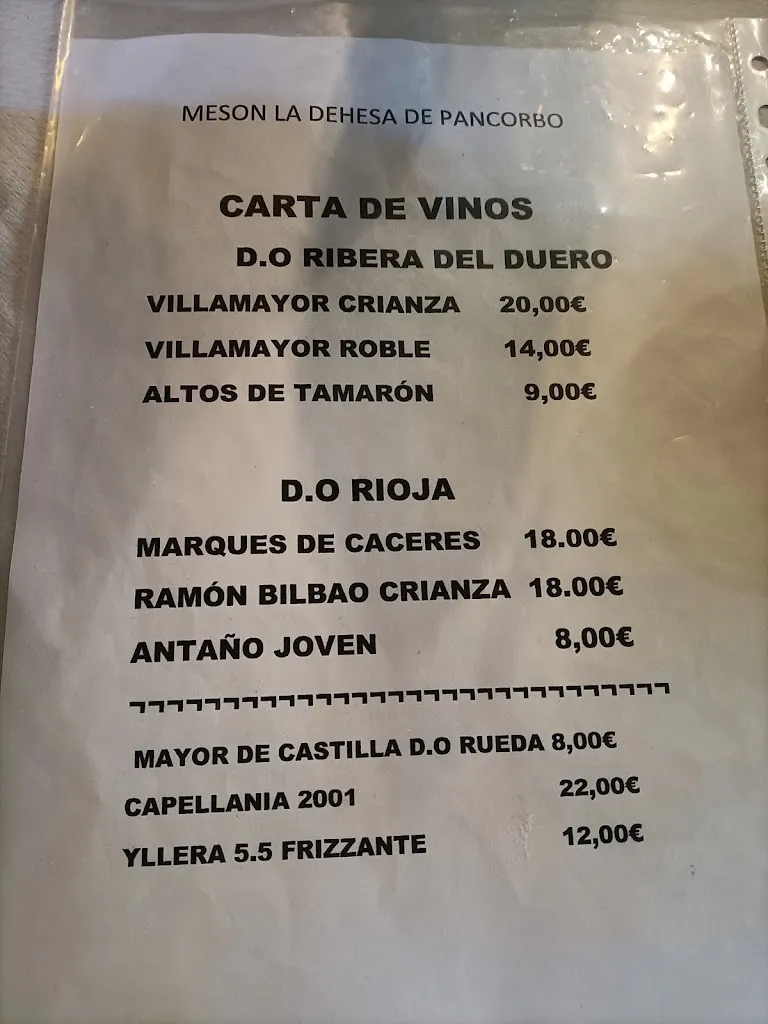 MESON LA DEHESA DE PANCORBO
CARTA DE VINOS
D.O RIBERA DEL DUERO
VILLAMAYOR CRIANZA 20,00€
VILLAMAYOR ROBLE 14,00€
ALTOS DE TAMARÓN 9,00€
D.O RIOJA
MARQUES DE CACERES 18.00€
RAMÓN BILBAO CRIANZA 18.00€
ANTAÑO JOVEN 8,00€
¬¬¬¬¬¬¬¬¬¬¬¬¬¬¬¬¬¬¬¬¬¬¬¬¬¬¬¬¬
MAYOR DE CASTILLA D.O RUEDA 8,00€
CAPELLANIA 2001 22,00€
YLLERA 5.5 FRIZZANTE 12,00€